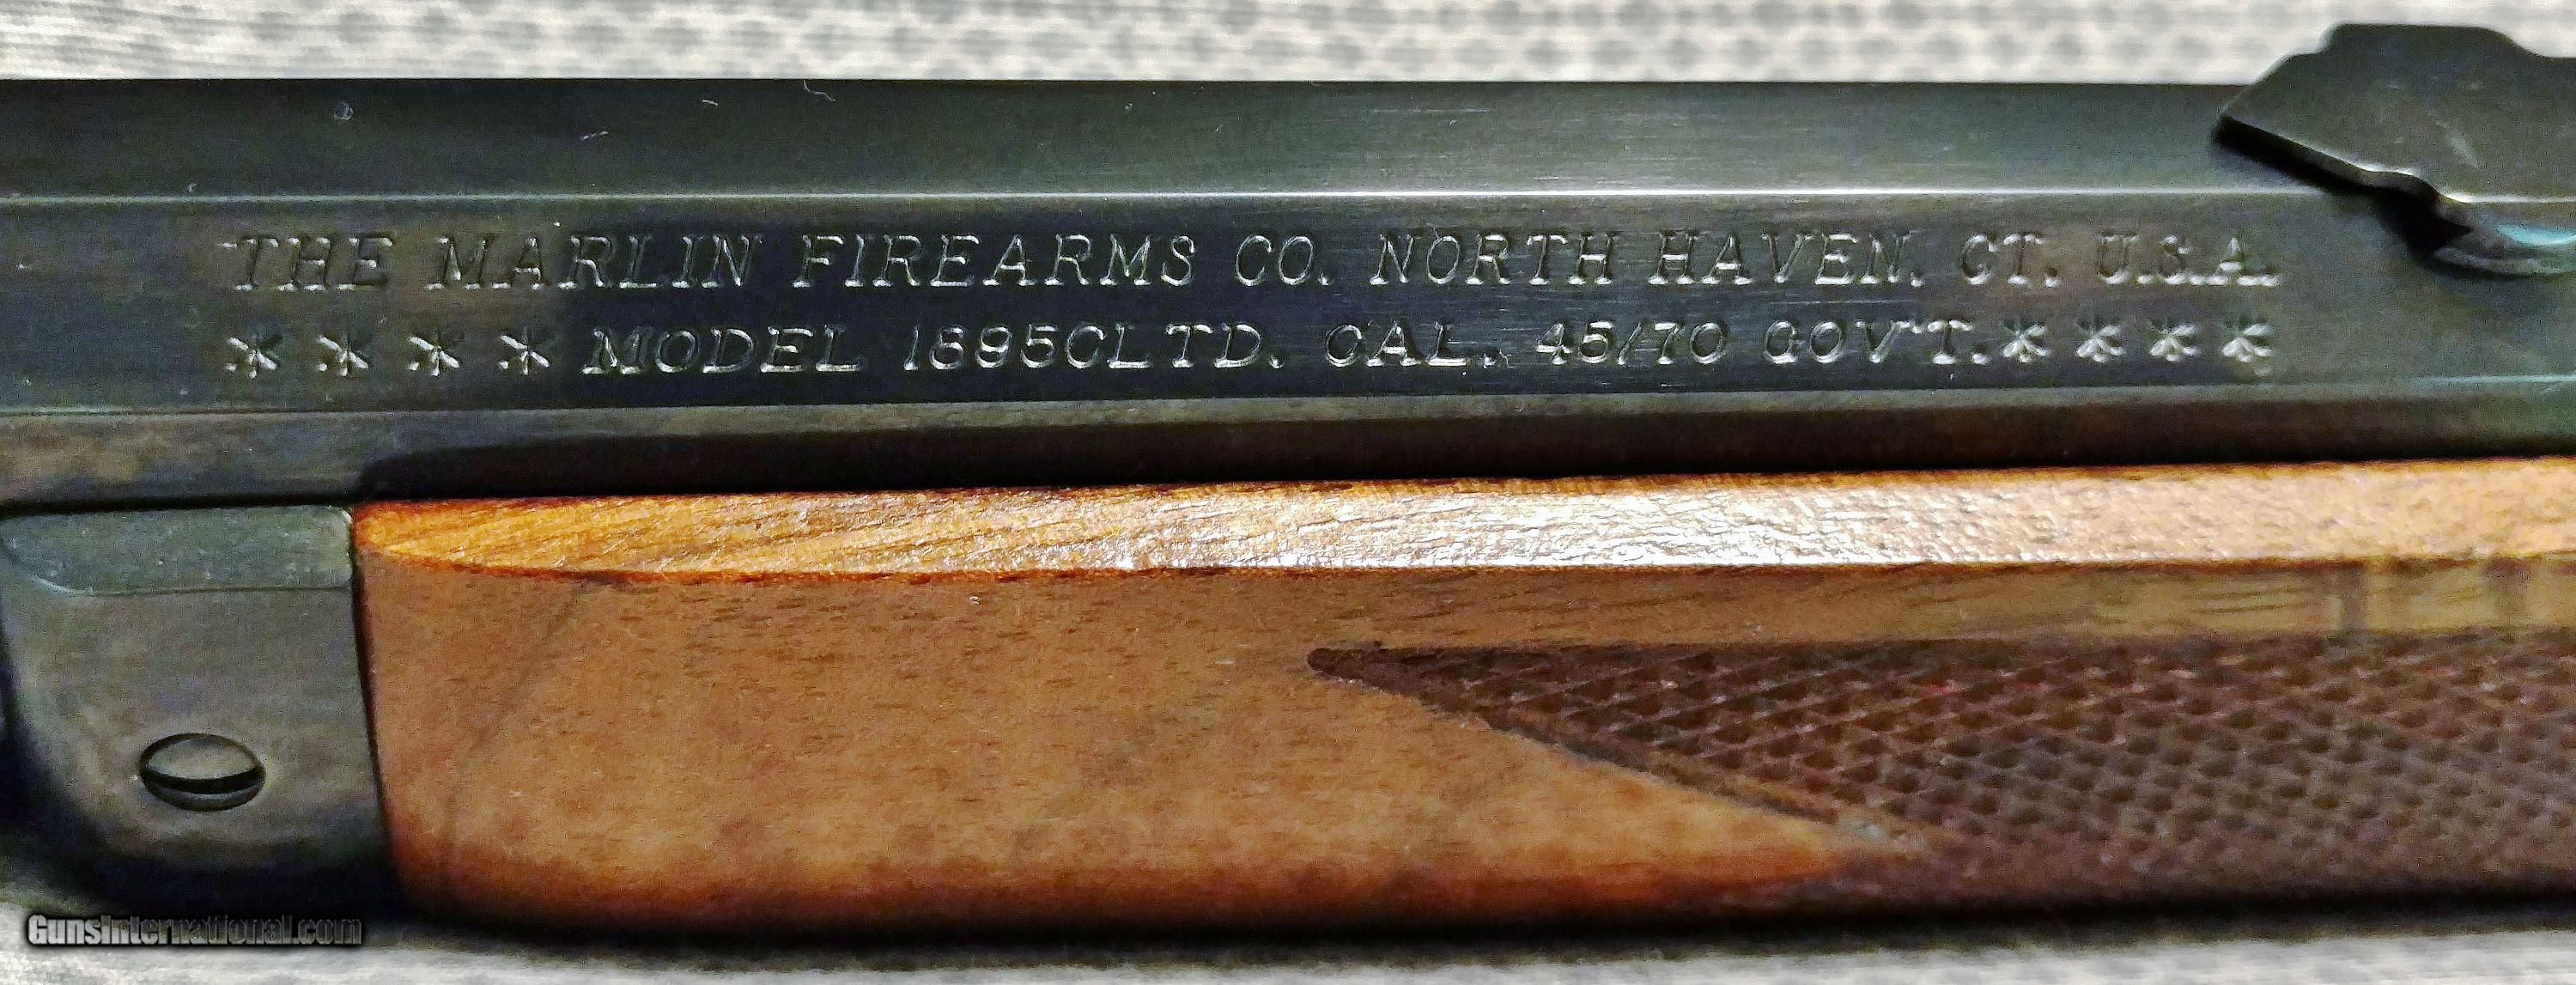 THE MARLIN FIREARMS CO. NORTH HAVEN, CT. U.S.A.
**** MODEL 1895CLTD. CAL. 45/70 GOV'T.****
GunsInternational.com